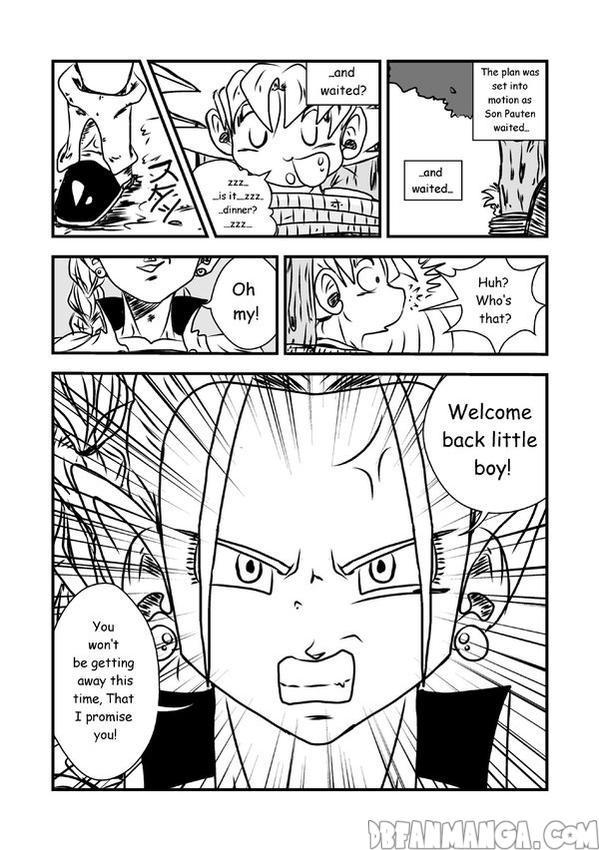 The plan was
set into
motion as
Son Pauten
waited...
...and
waited...
...and
waited?
zzz...
...is it...zzz...
...dinner?
...zzz...
Huh?
Who's
that?
Oh
my!
Welcome
back little
boy!
You
won't
be getting
away this
time, That
I promise
you!
DBFANMANGA.COM